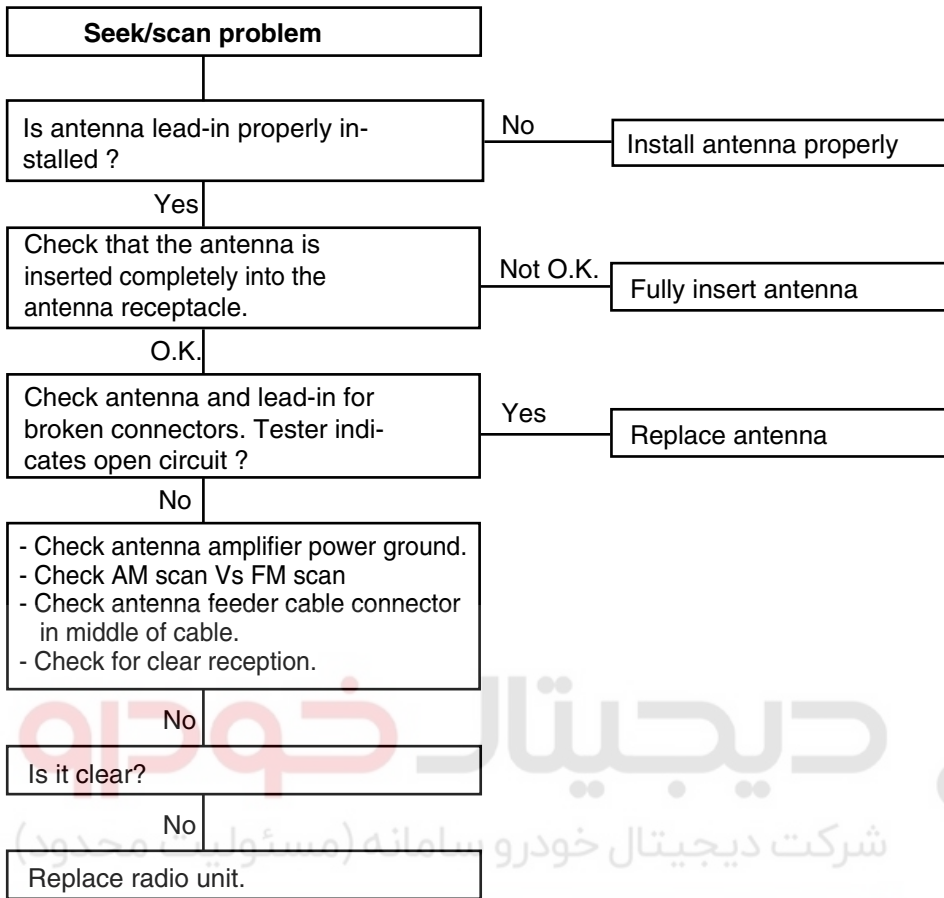 Seek/scan problem
Is antenna lead-in properly in-
stalled ?
No
Install antenna properly
Yes
Check that the antenna is
inserted completely into the
antenna receptacle.
Not O.K.
Fully insert antenna
O.K.
Check antenna and lead-in for
broken connectors. Tester indi-
cates open circuit ?
Yes
Replace antenna
No
- Check antenna amplifier power ground.
- Check AM scan Vs FM scan
- Check antenna feeder cable connector
in middle of cable.
- Check for clear reception.
دیجیتال خودرو
No
Is it clear?
No
شرکت دیجیتال خودرو سامانه (مسئولیت محدود)
Replace radio unit.